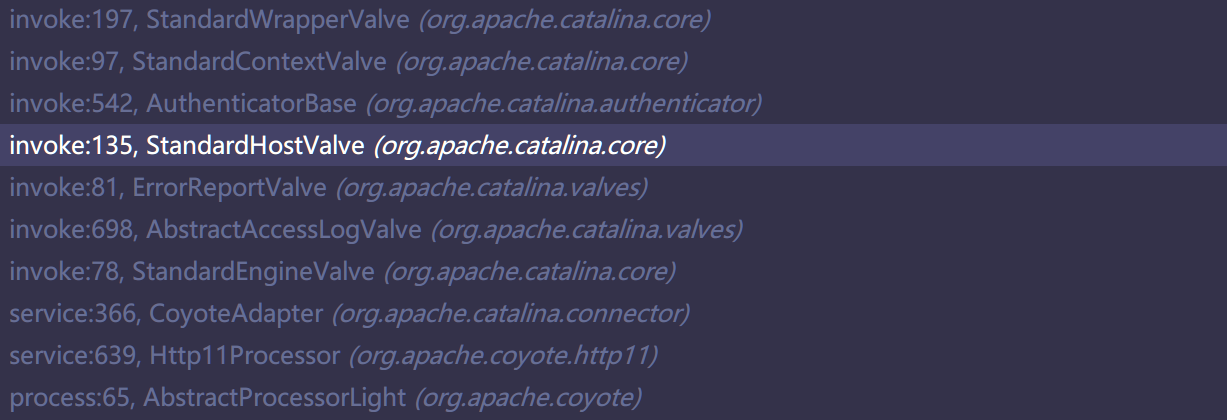 invoke:197, StandardWrapperValve (org.apache.catalina.core)
invoke:97, StandardContextValve (org.apache.catalina.core)
invoke:542, AuthenticatorBase (org.apache.catalina.authenticator)
invoke:135, StandardHostValve (org.apache.catalina.core)
invoke:81, ErrorReportValve (org.apache.catalina.valves)
invoke:698, AbstractAccessLogValve (org.apache.catalina.valves)
invoke:78, StandardEngineValve (org.apache.catalina.core)
service:366, CoyoteAdapter (org.apache.catalina.connector)
service:639, Http11Processor (org.apache.coyote.http11)
process:65, AbstractProcessorLight (org.apache.coyote)